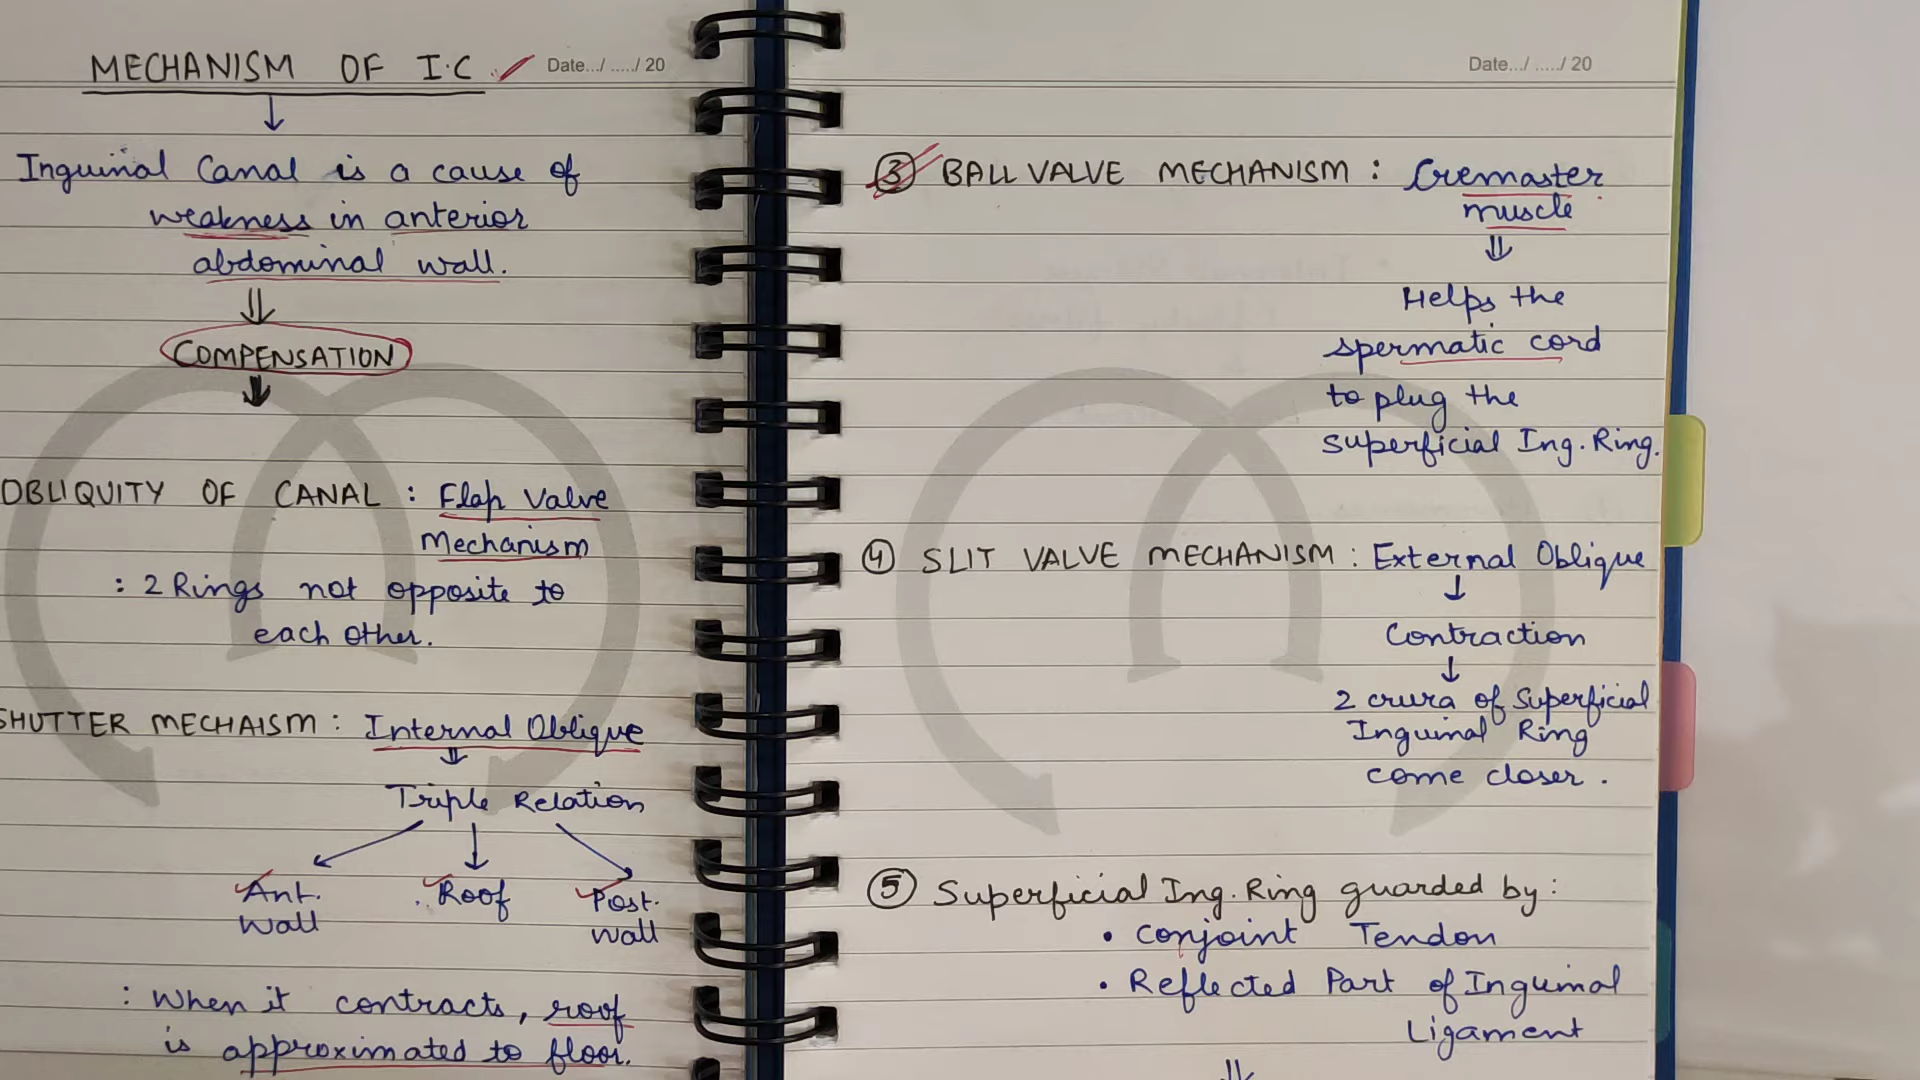 MECHANISM OF I.C.
Date.../ ...../ 20
Inguinal Canal is a cause of
weakness in anterior
abdominal wall.
COMPENSATION
OBLIQUITY OF CANAL : Flap Valve
Mechanism
: 2 Rings not opposite to
each other.
SHUTTER MECHAISM : Internal Oblique
Triple Relation
Ant. Roof Post.
wall wall
: When it contracts, roof
is approximated to floor.
Date.../ ...../ 20
③ BALL VALVE MECHANISM : Cremaster
muscle
Helps the
spermatic cord
to plug the
superficial Ing. Ring.
④ SLIT VALVE MECHANISM : External Oblique
Contraction
2 crura of Superficial
Inguinal Ring
come closer.
⑤ Superficial Ing. Ring guarded by :
• Conjoint Tendon
• Reflected Part of Inguinal
Ligament